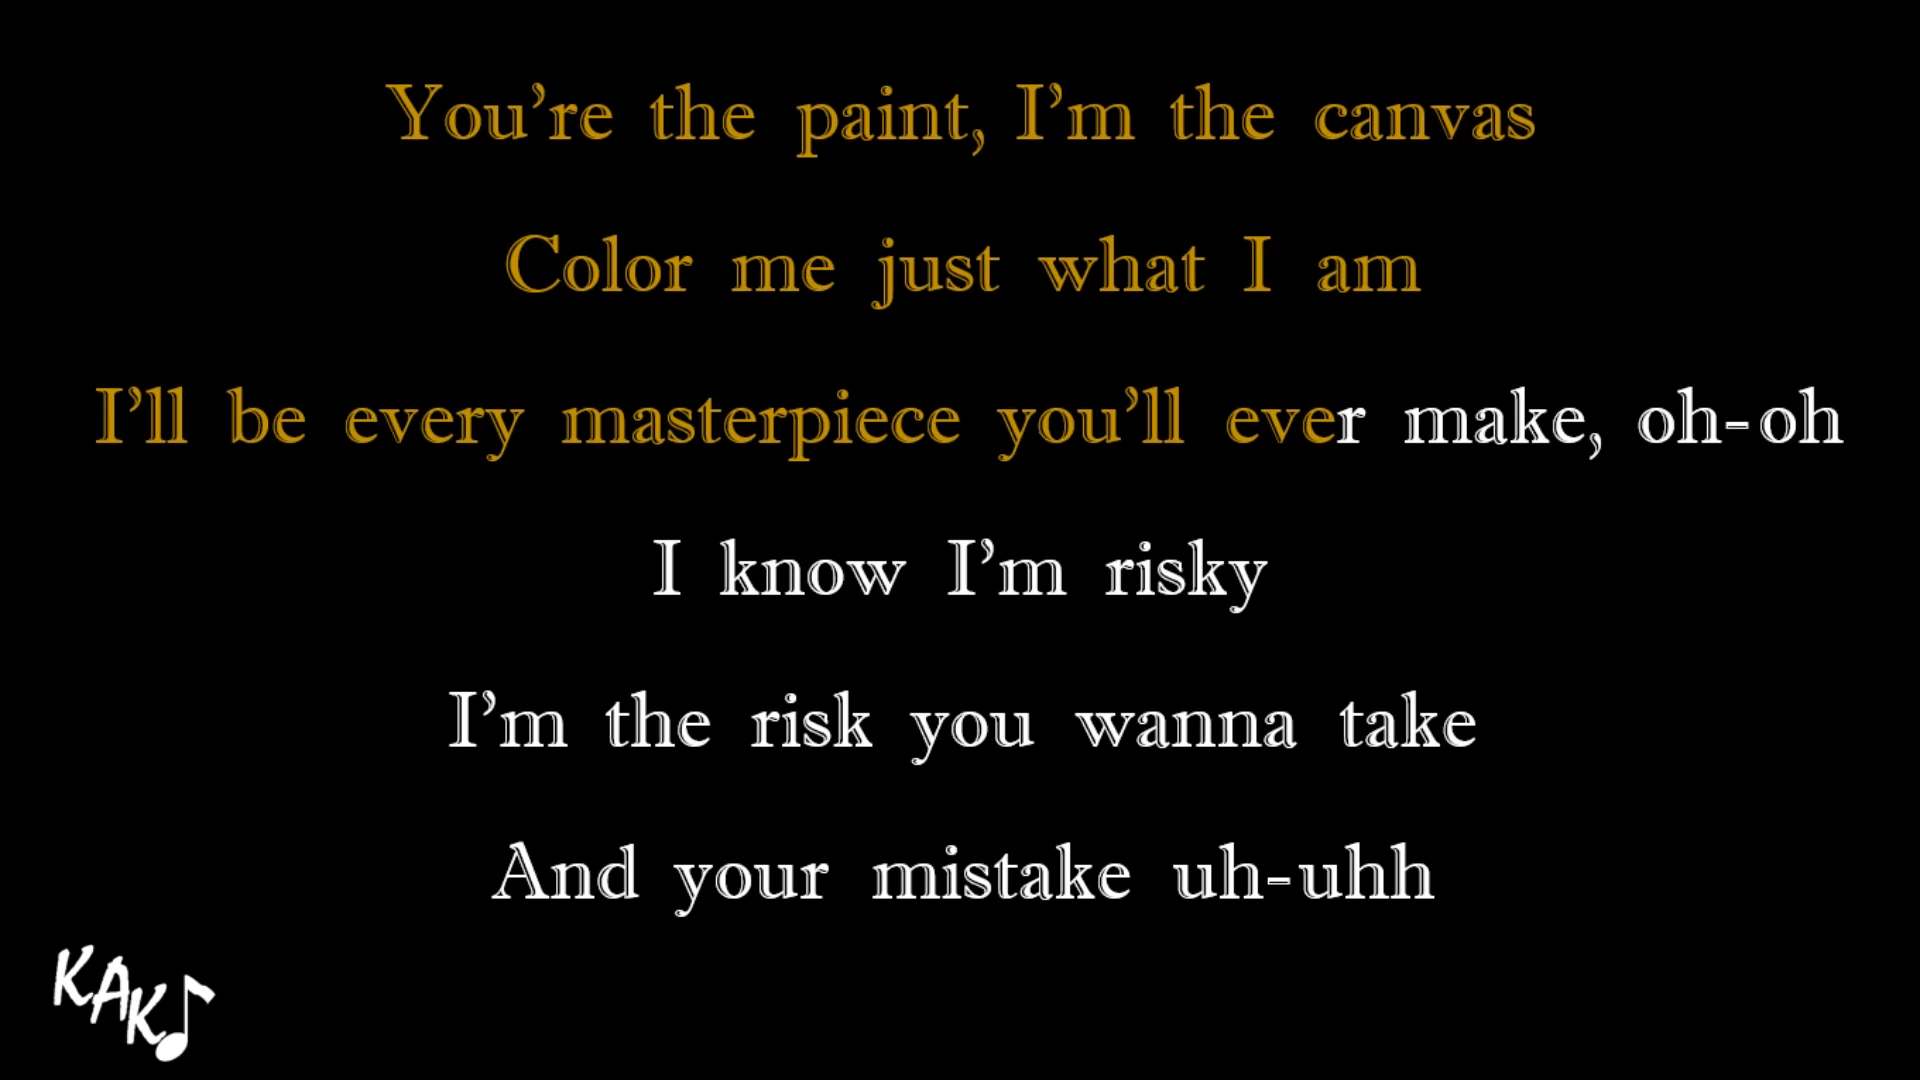 You’re the paint, I’m the canvas
Color me just what I am
I’ll be every masterpiece you’ll ever make, oh-oh
I know I’m risky
I’m the risk you wanna take
And your mistake uh-uhh
KAK